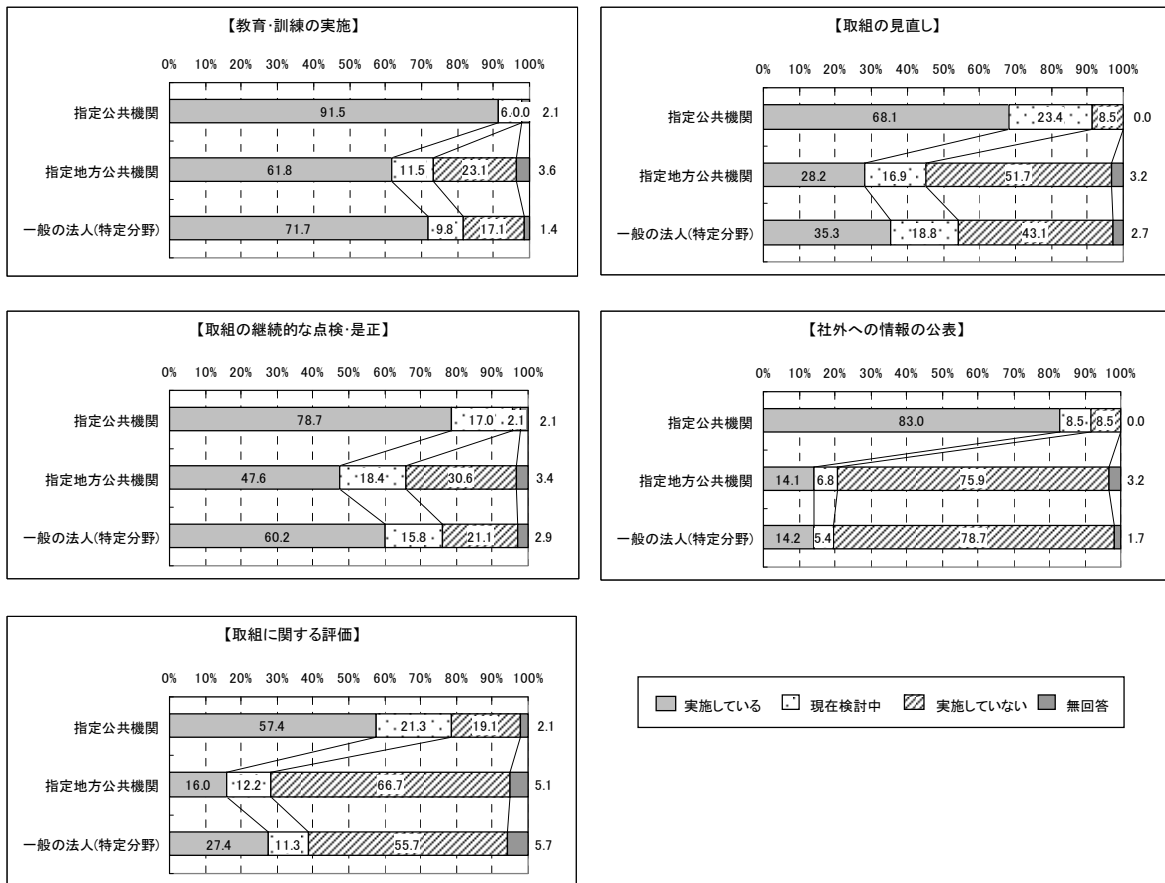 【教育・訓練の実施】
0% 10% 20% 30% 40% 50% 60% 70% 80% 90% 100%
指定公共機関 91.5 6. 0.0 2.1
指定地方公共機関 61.8 11.5 23.1 3.6
一般の法人(特定分野) 71.7 9.8 17.1 1.4
【取組の見直し】
0% 10% 20% 30% 40% 50% 60% 70% 80% 90% 100%
指定公共機関 68.1 23.4 8.5 0.0
指定地方公共機関 28.2 16.9 51.7 3.2
一般の法人(特定分野) 35.3 18.8 43.1 2.7
【取組の継続的な点検・是正】
0% 10% 20% 30% 40% 50% 60% 70% 80% 90% 100%
指定公共機関 78.7 17.0 2.1 2.1
指定地方公共機関 47.6 18.4 30.6 3.4
一般の法人(特定分野) 60.2 15.8 21.1 2.9
【社外への情報の公表】
0% 10% 20% 30% 40% 50% 60% 70% 80% 90% 100%
指定公共機関 83.0 8.5 8.5 0.0
指定地方公共機関 14.1 6.8 75.9 3.2
一般の法人(特定分野) 14.2 5.4 78.7 1.7
【取組に関する評価】
0% 10% 20% 30% 40% 50% 60% 70% 80% 90% 100%
指定公共機関 57.4 21.3 19.1 2.1
指定地方公共機関 16.0 12.2 66.7 5.1
一般の法人(特定分野) 27.4 11.3 55.7 5.7
実施している 現在検討中 実施していない 無回答